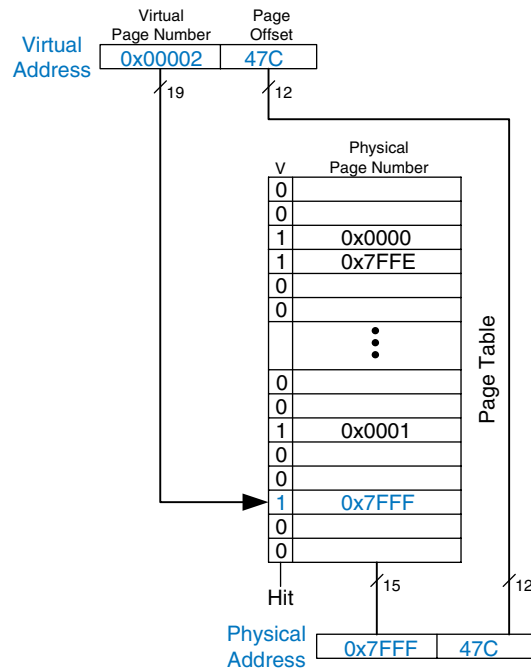 Virtual Page
Page Number Offset
Virtual Address 0x00002 47C
19 12
Physical
V Page Number
0
0
1 0x0000
1 0x7FFE
0
0
0
0
1 0x0001
0
0
1 0x7FFF
0
0
Page Table
15 12
Hit
Physical Address 0x7FFF 47C